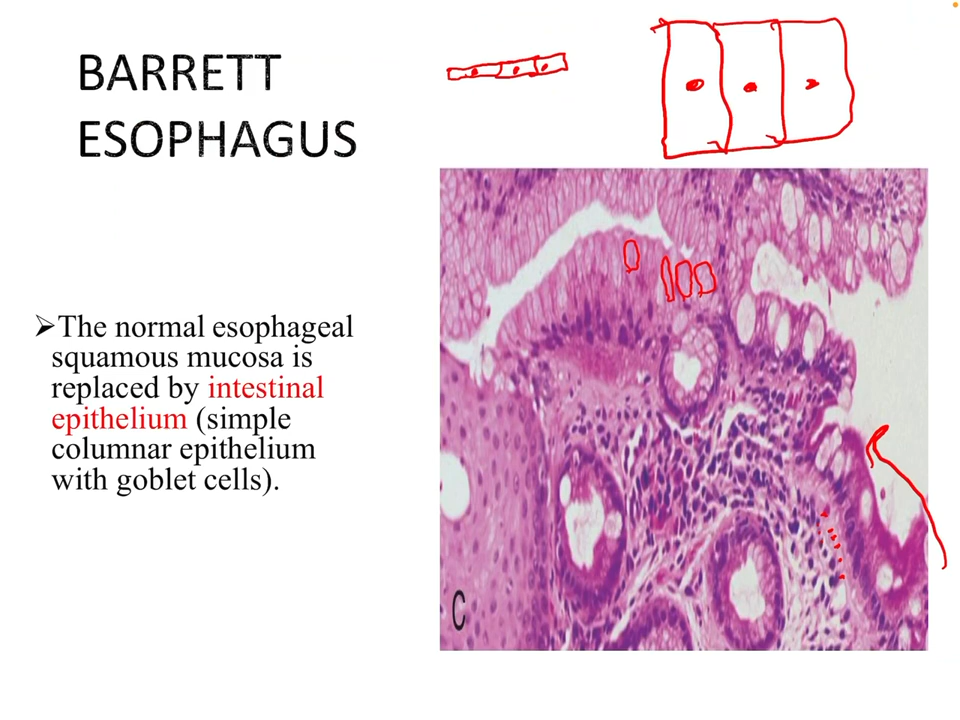 BARRETT
ESOPHAGUS
➢The normal esophageal
squamous mucosa is
replaced by intestinal
epithelium (simple
columnar epithelium
with goblet cells).
C